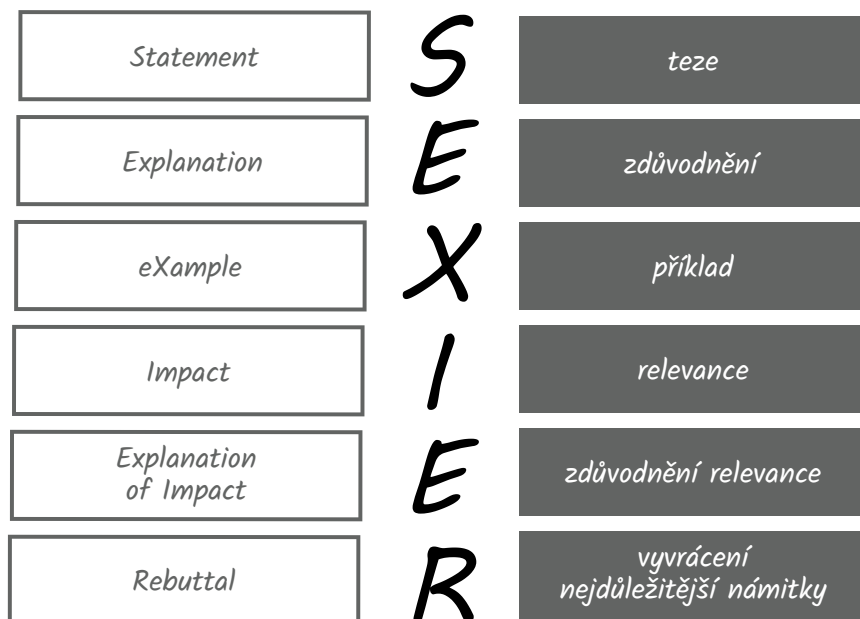 Statement
S
teze
Explanation
E
zdůvodnění
eXample
X
příklad
Impact
I
relevance
Explanation
of Impact
E
zdůvodnění relevance
Rebuttal
R
vyvrácení
nejdůležitější námitky